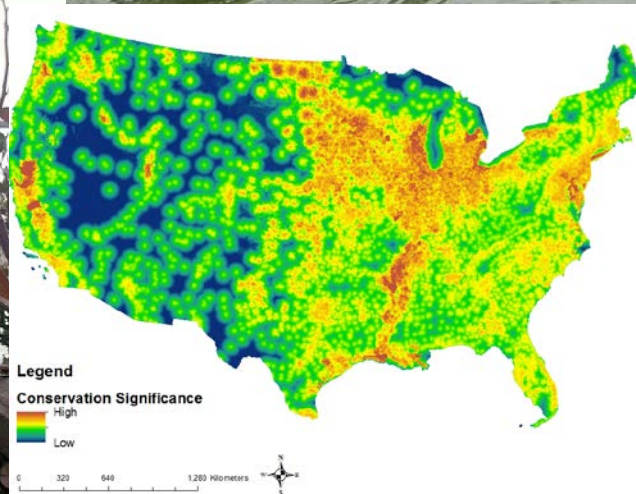 Legend
Conservation Significance
High
Low
N
W E
S
0 320 640 1,280 Kilometers